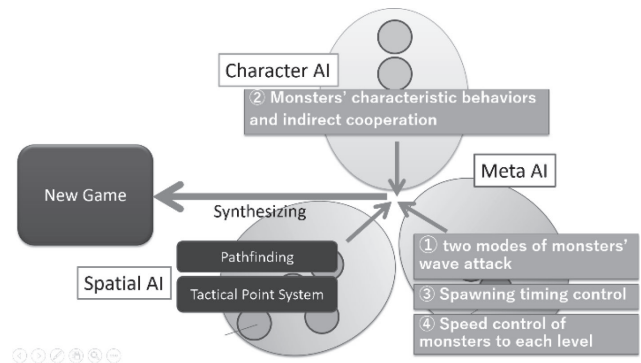 Character AI
② Monsters' characteristic behaviors
and indirect cooperation
Meta AI
New Game
Synthesizing
① two modes of monsters'
wave attack
Pathfinding
Spatial AI
Tactical Point System
③ Spawning timing control
④ Speed control of
monsters to each level